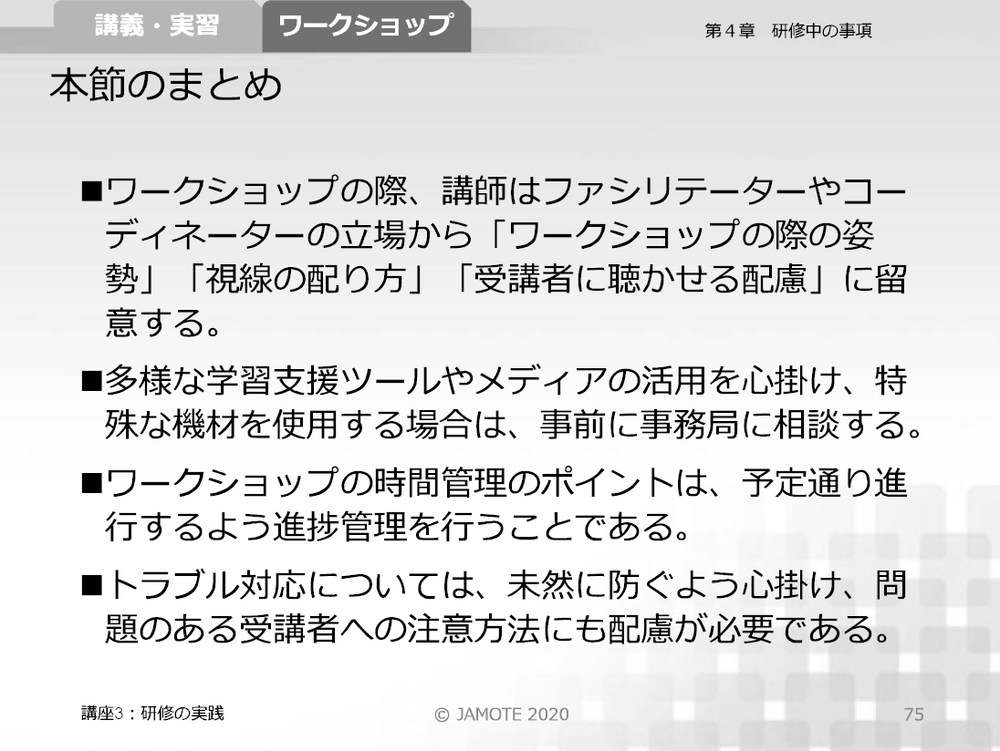 講義・実習
ワークショップ
第４章　研修中の事項
本節のまとめ
■ワークショップの際、講師はファシリテーターやコー
ディネーターの立場から「ワークショップの際の姿
勢」「視線の配り方」「受講者に聴かせる配慮」に留
意する。
■多様な学習支援ツールやメディアの活用を心掛け、特
殊な機材を使用する場合は、事前に事務局に相談する。
■ワークショップの時間管理のポイントは、予定通り進
行するよう進捗管理を行うことである。
■トラブル対応については、未然に防ぐよう心掛け、問
題のある受講者への注意方法にも配慮が必要である。
講座3：研修の実践
© JAMOTE 2020
75